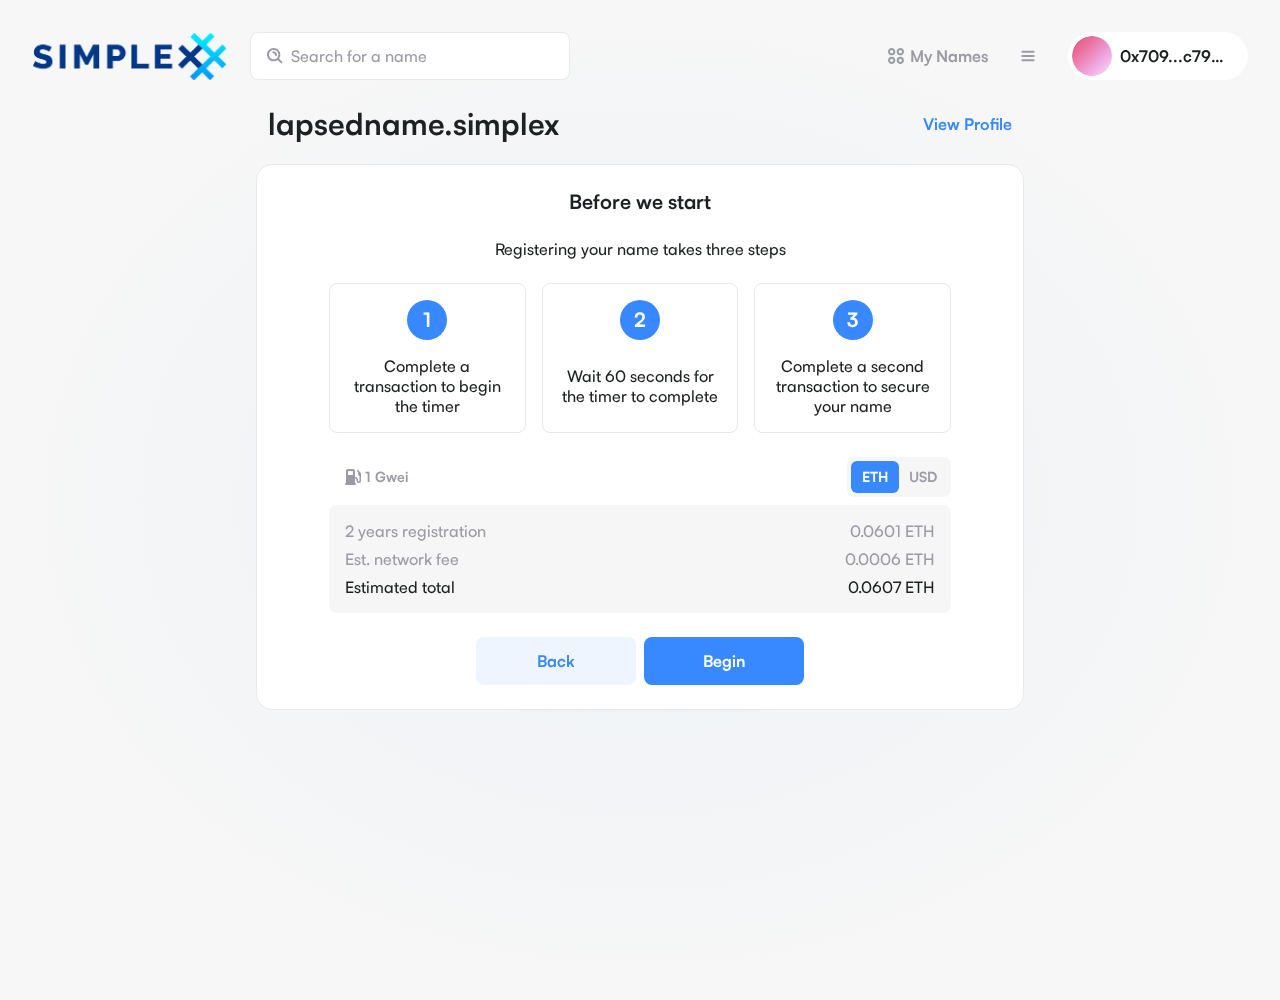 SIMPLEX
Search for a name
My Names
0x709...c79...
lapsedname.simplex
View Profile
Before we start
Registering your name takes three steps
1
Complete a
transaction to begin
the timer
2
Wait 60 seconds for
the timer to complete
3
Complete a second
transaction to secure
your name
1 Gwei
ETH
USD
2 years registration 0.0601 ETH
Est. network fee 0.0006 ETH
Estimated total 0.0607 ETH
Back
Begin